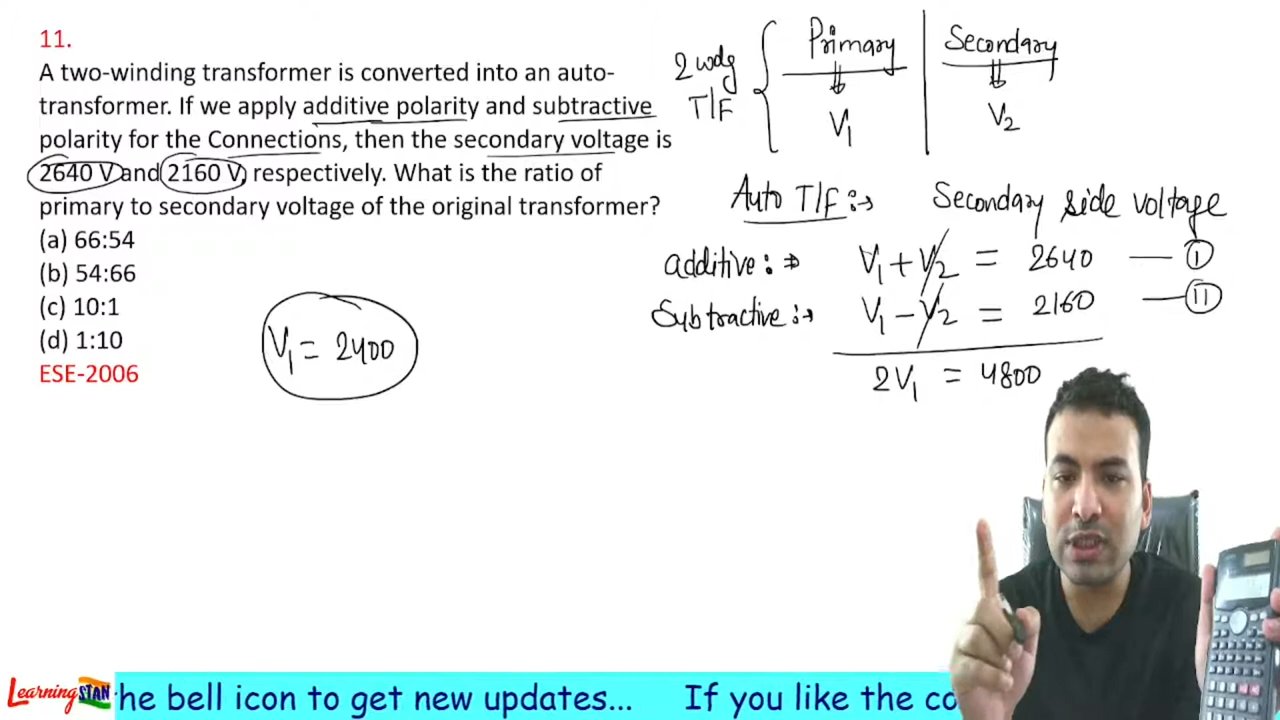 11.
A two-winding transformer is converted into an auto-
transformer. If we apply additive polarity and subtractive
polarity for the Connections, then the secondary voltage is
2640 V and 2160 V, respectively. What is the ratio of
primary to secondary voltage of the original transformer?
(a) 66:54
(b) 54:66
(c) 10:1
(d) 1:10
ESE-2006
V1 = 2400
2 wdg
T/F
Primary
Secondary
V1
V2
Auto T/F :→ Secondary side voltage
additive :⇒ V1 + V2 = 2640 — I
Subtractive :→ V1 − V2 = 2160 — II
2V1 = 4800
Learning STAN
he bell icon to get new updates... If you like the co